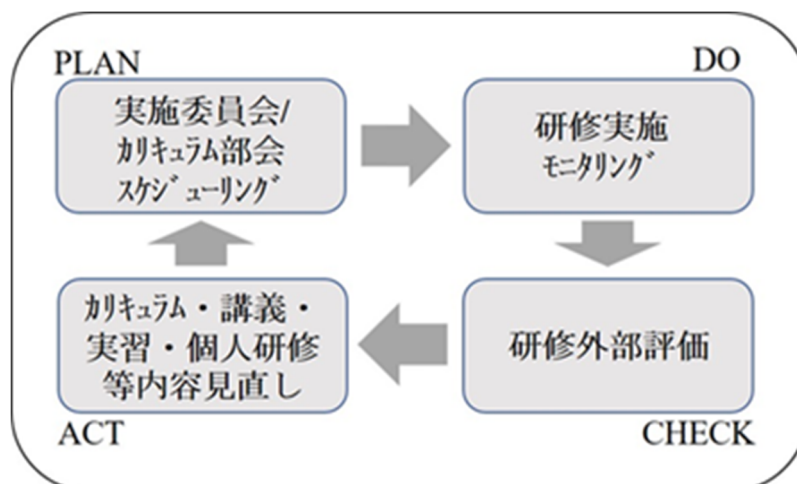 PLAN
実施委員会/
ｶﾘｷｭﾗﾑ部会
ｽｹｼﾞｭｰﾘﾝｸﾞ
DO
研修実施
ﾓﾆﾀﾘﾝｸﾞ
ｶﾘｷｭﾗﾑ・講義・
実習・個人研修
等内容見直し
ACT
研修外部評価
CHECK